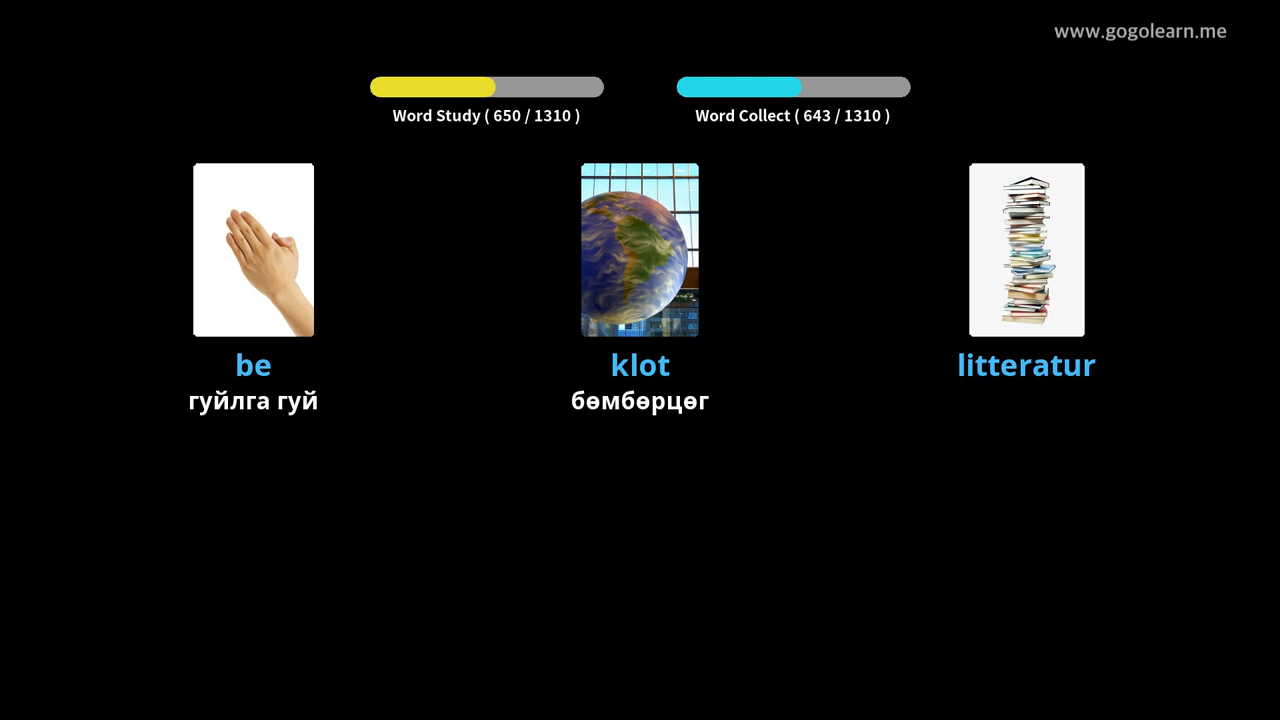 www.gogolearn.me
Word Study ( 650 / 1310 )
Word Collect ( 643 / 1310 )
be
гуйлга гуй
klot
бөмбөрцөг
litteratur